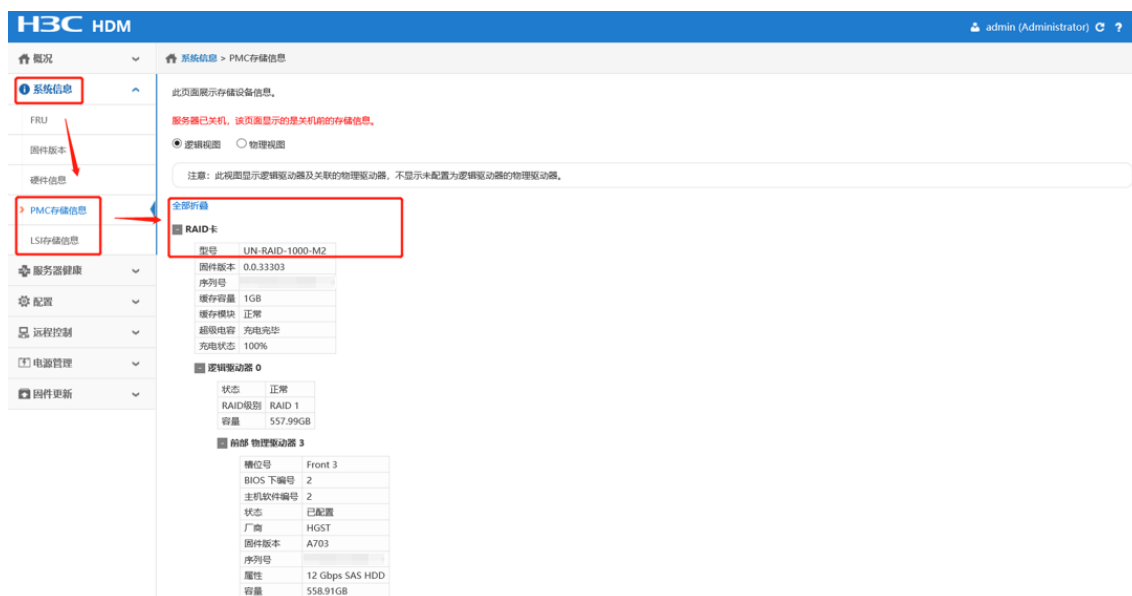 H3C HDM
admin (Administrator)
概况
系统信息 > PMC存储信息
系统信息
此页面展示存储设备信息。
FRU
服务器已关机，该页面显示的是关机前的存储信息。
固件版本
逻辑视图 物理视图
硬件信息
注意：此视图显示逻辑驱动器及关联的物理驱动器，不显示未配置为逻辑驱动器的物理驱动器。
PMC存储信息
全部折叠
RAID卡
LSI存储信息
型号 UN-RAID-1000-M2
服务器健康
固件版本 0.0.33303
序列号
配置
缓存容量 1GB
缓存模块 正常
远程控制
超级电容 充电完毕
充电状态 100%
电源管理
逻辑驱动器 0
固件更新
状态 正常
RAID级别 RAID 1
容量 557.99GB
前部 物理驱动器 3
槽位号 Front 3
BIOS 下编号 2
主机软件编号 2
状态 已配置
厂商 HGST
固件版本 A703
序列号
属性 12 Gbps SAS HDD
容量 558.91GB